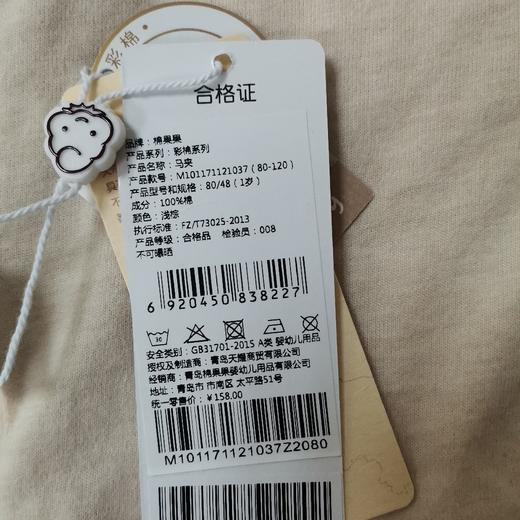 彩棉
合格证
品牌：棉奥奥
产品系列：彩棉系列
产品名称：马夹
产品款号：M101171121037（80-120）
产品型号和规格：80/48（1岁）
成分：100%棉
颜色：浅棕
执行标准：FZ/T73025-2013
产品等级：合格品 检验员：008
不可曝晒
6 920450 838227
30
安全类别：GB31701-2015 A类 婴幼儿用品
授权及制造商：青岛天耀商贸有限公司
经销商：青岛棉奥奥婴幼儿用品有限公司
地址：青岛市 市南区 太平路51号
统一零售价：￥158.00
M101171121037Z2080